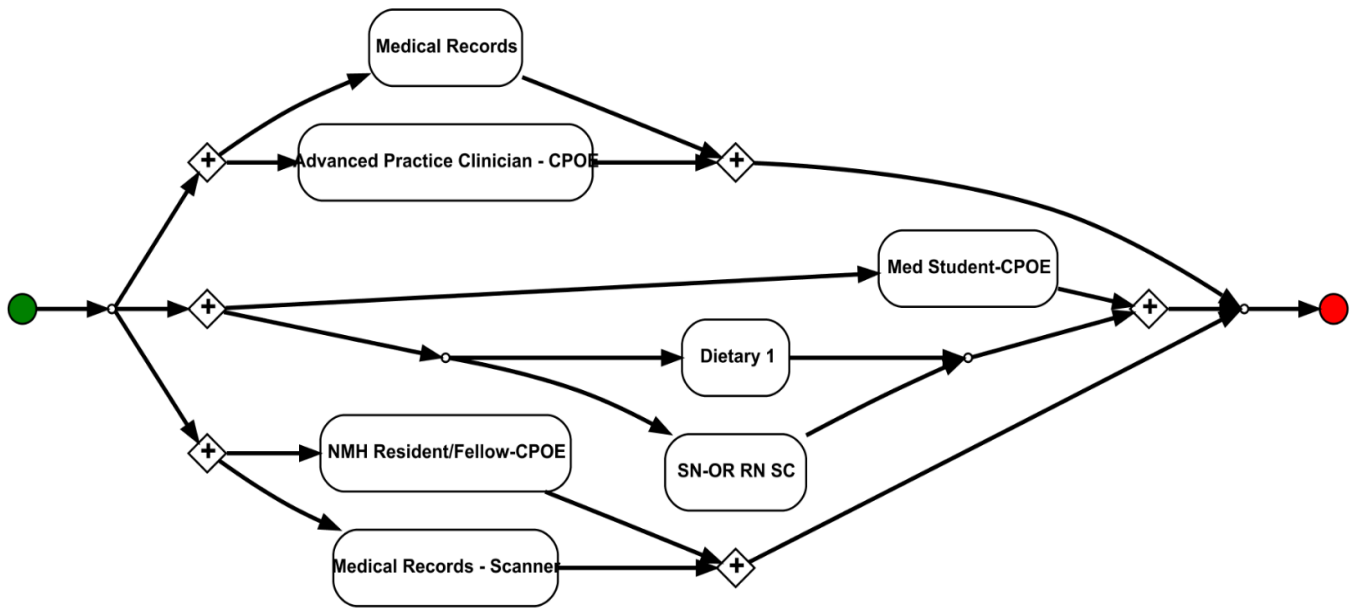 Medical Records
+
Advanced Practice Clinician - CPOE
+
Med Student-CPOE
+
+
Dietary 1
NMH Resident/Fellow-CPOE
+
SN-OR RN SC
Medical Records - Scanner
+